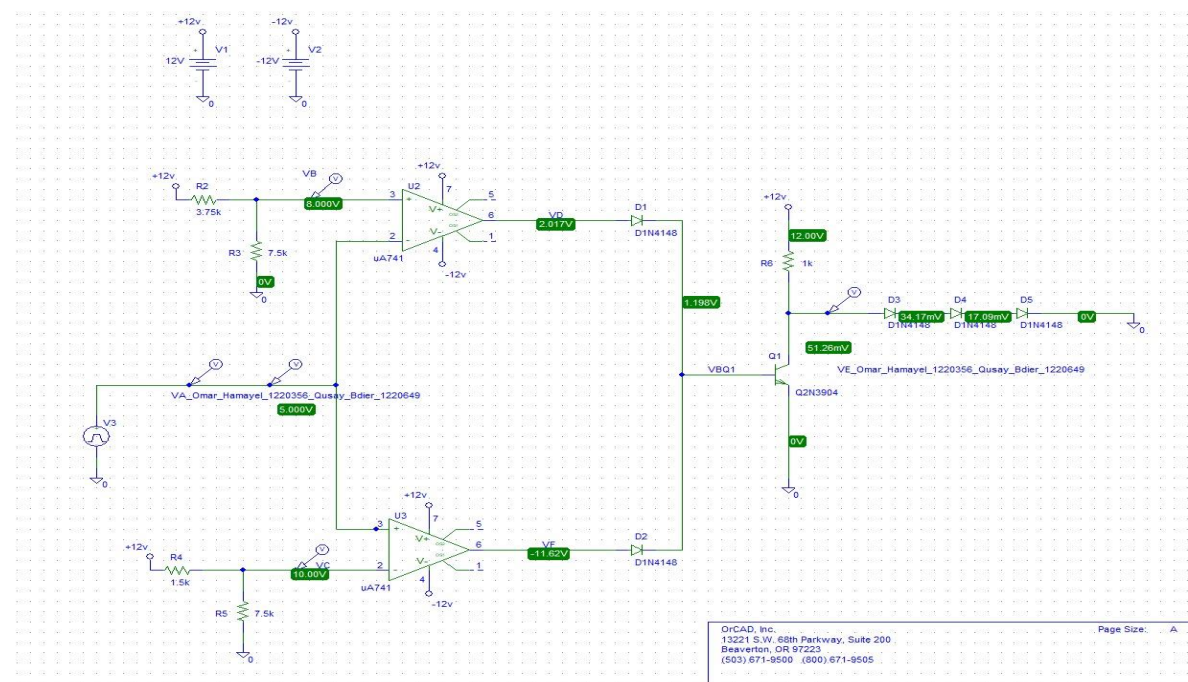 +12v
-12v
V1
V2
12V
-12V
0
0
+12v
R2
3.75k
VB
8.000V
R3
7.5k
0V
0
+12v
U2
7
3
+
5
V+
OS2
6
OS1
V-
2
-
1
4
uA741
-12v
VD
2.017V
D1
D1N4148
+12v
12.00V
R6
1k
1.198V
D3
D4
D5
34.17mV
17.09mV
0V
D1N4148
D1N4148
D1N4148
0
51.26mV
Q1
VBQ1
VE_Omar_Hamayel_1220356_Qusay_Bdier_1220649
Q2N3904
0V
0
VA_Omar_Hamayel_1220356_Qusay_Bdier_1220649
5.000V
V3
0
+12v
U3
7
3
+
5
V+
OS2
6
OS1
V-
2
-
1
4
uA741
-12v
-11.62V
D2
D1N4148
+12v
R4
1.5k
VC
10.00V
R5
7.5k
0
OrCAD, Inc.
13221 S.W. 68th Parkway, Suite 200
Beaverton, OR 97223
(503) 671-9500 (800) 671-9505
Page Size: A